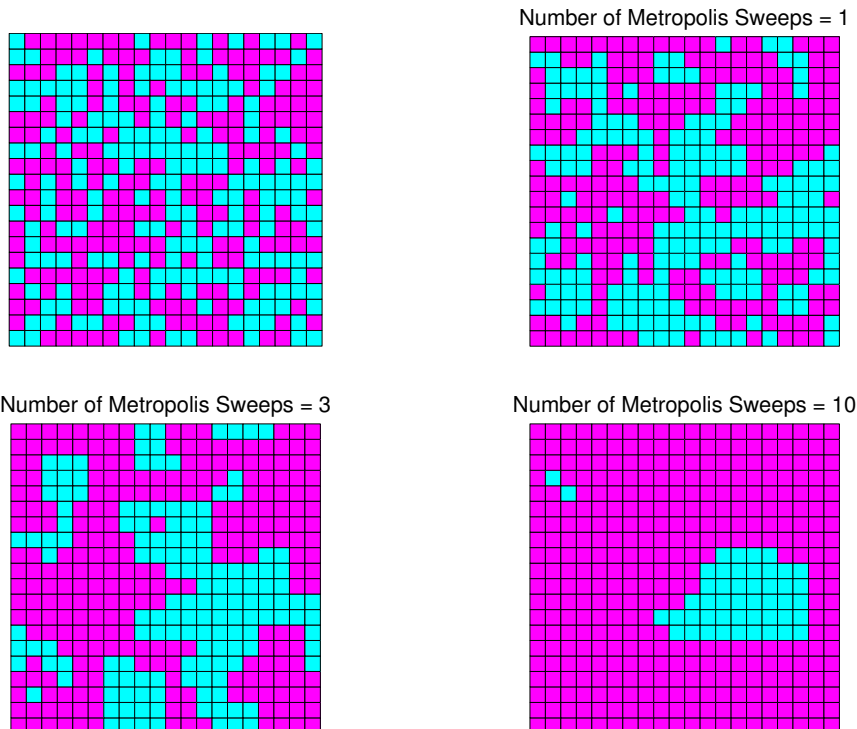 Number of Metropolis Sweeps = 1
Number of Metropolis Sweeps = 3
Number of Metropolis Sweeps = 10